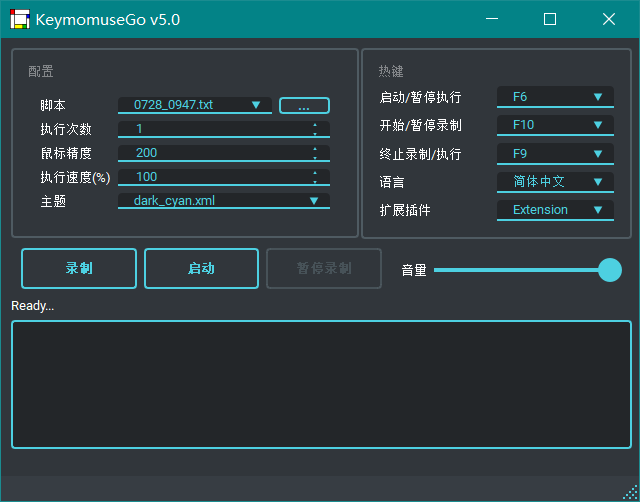 KeymomuseGo v5.0
配置
脚本 0728_0947.txt ...
执行次数 1
鼠标精度 200
执行速度(%) 100
主题 dark_cyan.xml
热键
启动/暂停执行 F6
开始/暂停录制 F10
终止录制/执行 F9
语言 简体中文
扩展插件 Extension
录制 启动 暂停录制 音量
Ready...